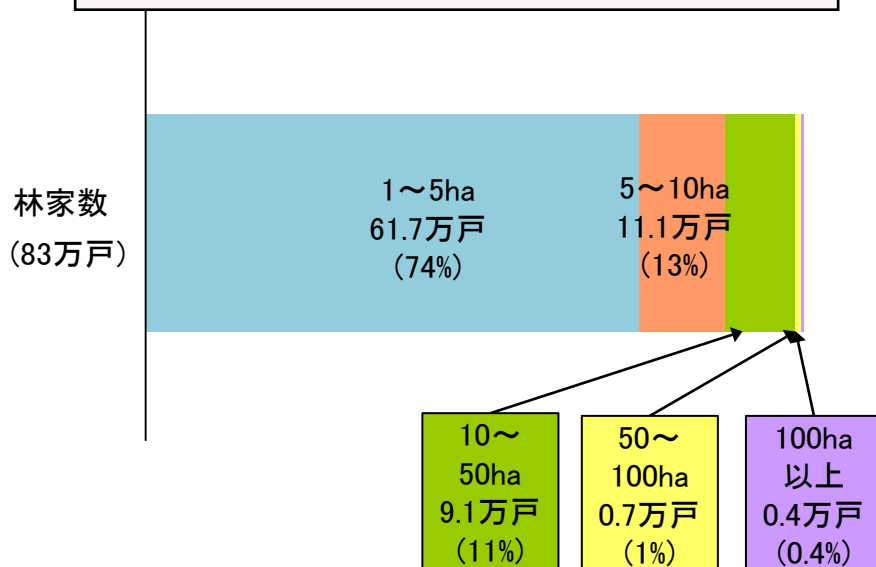 林家数
(83万戸)
1～5ha
61.7万戸
(74%)
5～10ha
11.1万戸
(13%)
10～
50ha
9.1万戸
(11%)
50～
100ha
0.7万戸
(1%)
100ha
以上
0.4万戸
(0.4%)